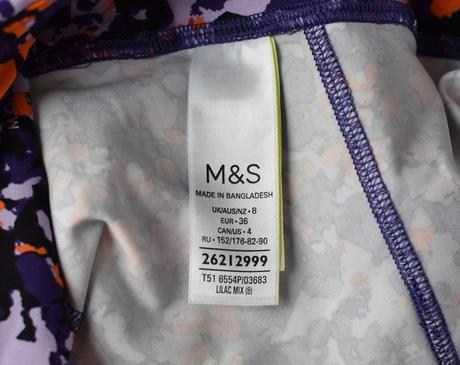 M&S
MADE IN BANGLADESH
UK/AUS/NZ • 8
EUR • 36
CAN/US • 4
RU • 152/176-82-90
26212999
T51 6554P/03683
LILAC MIX (8)